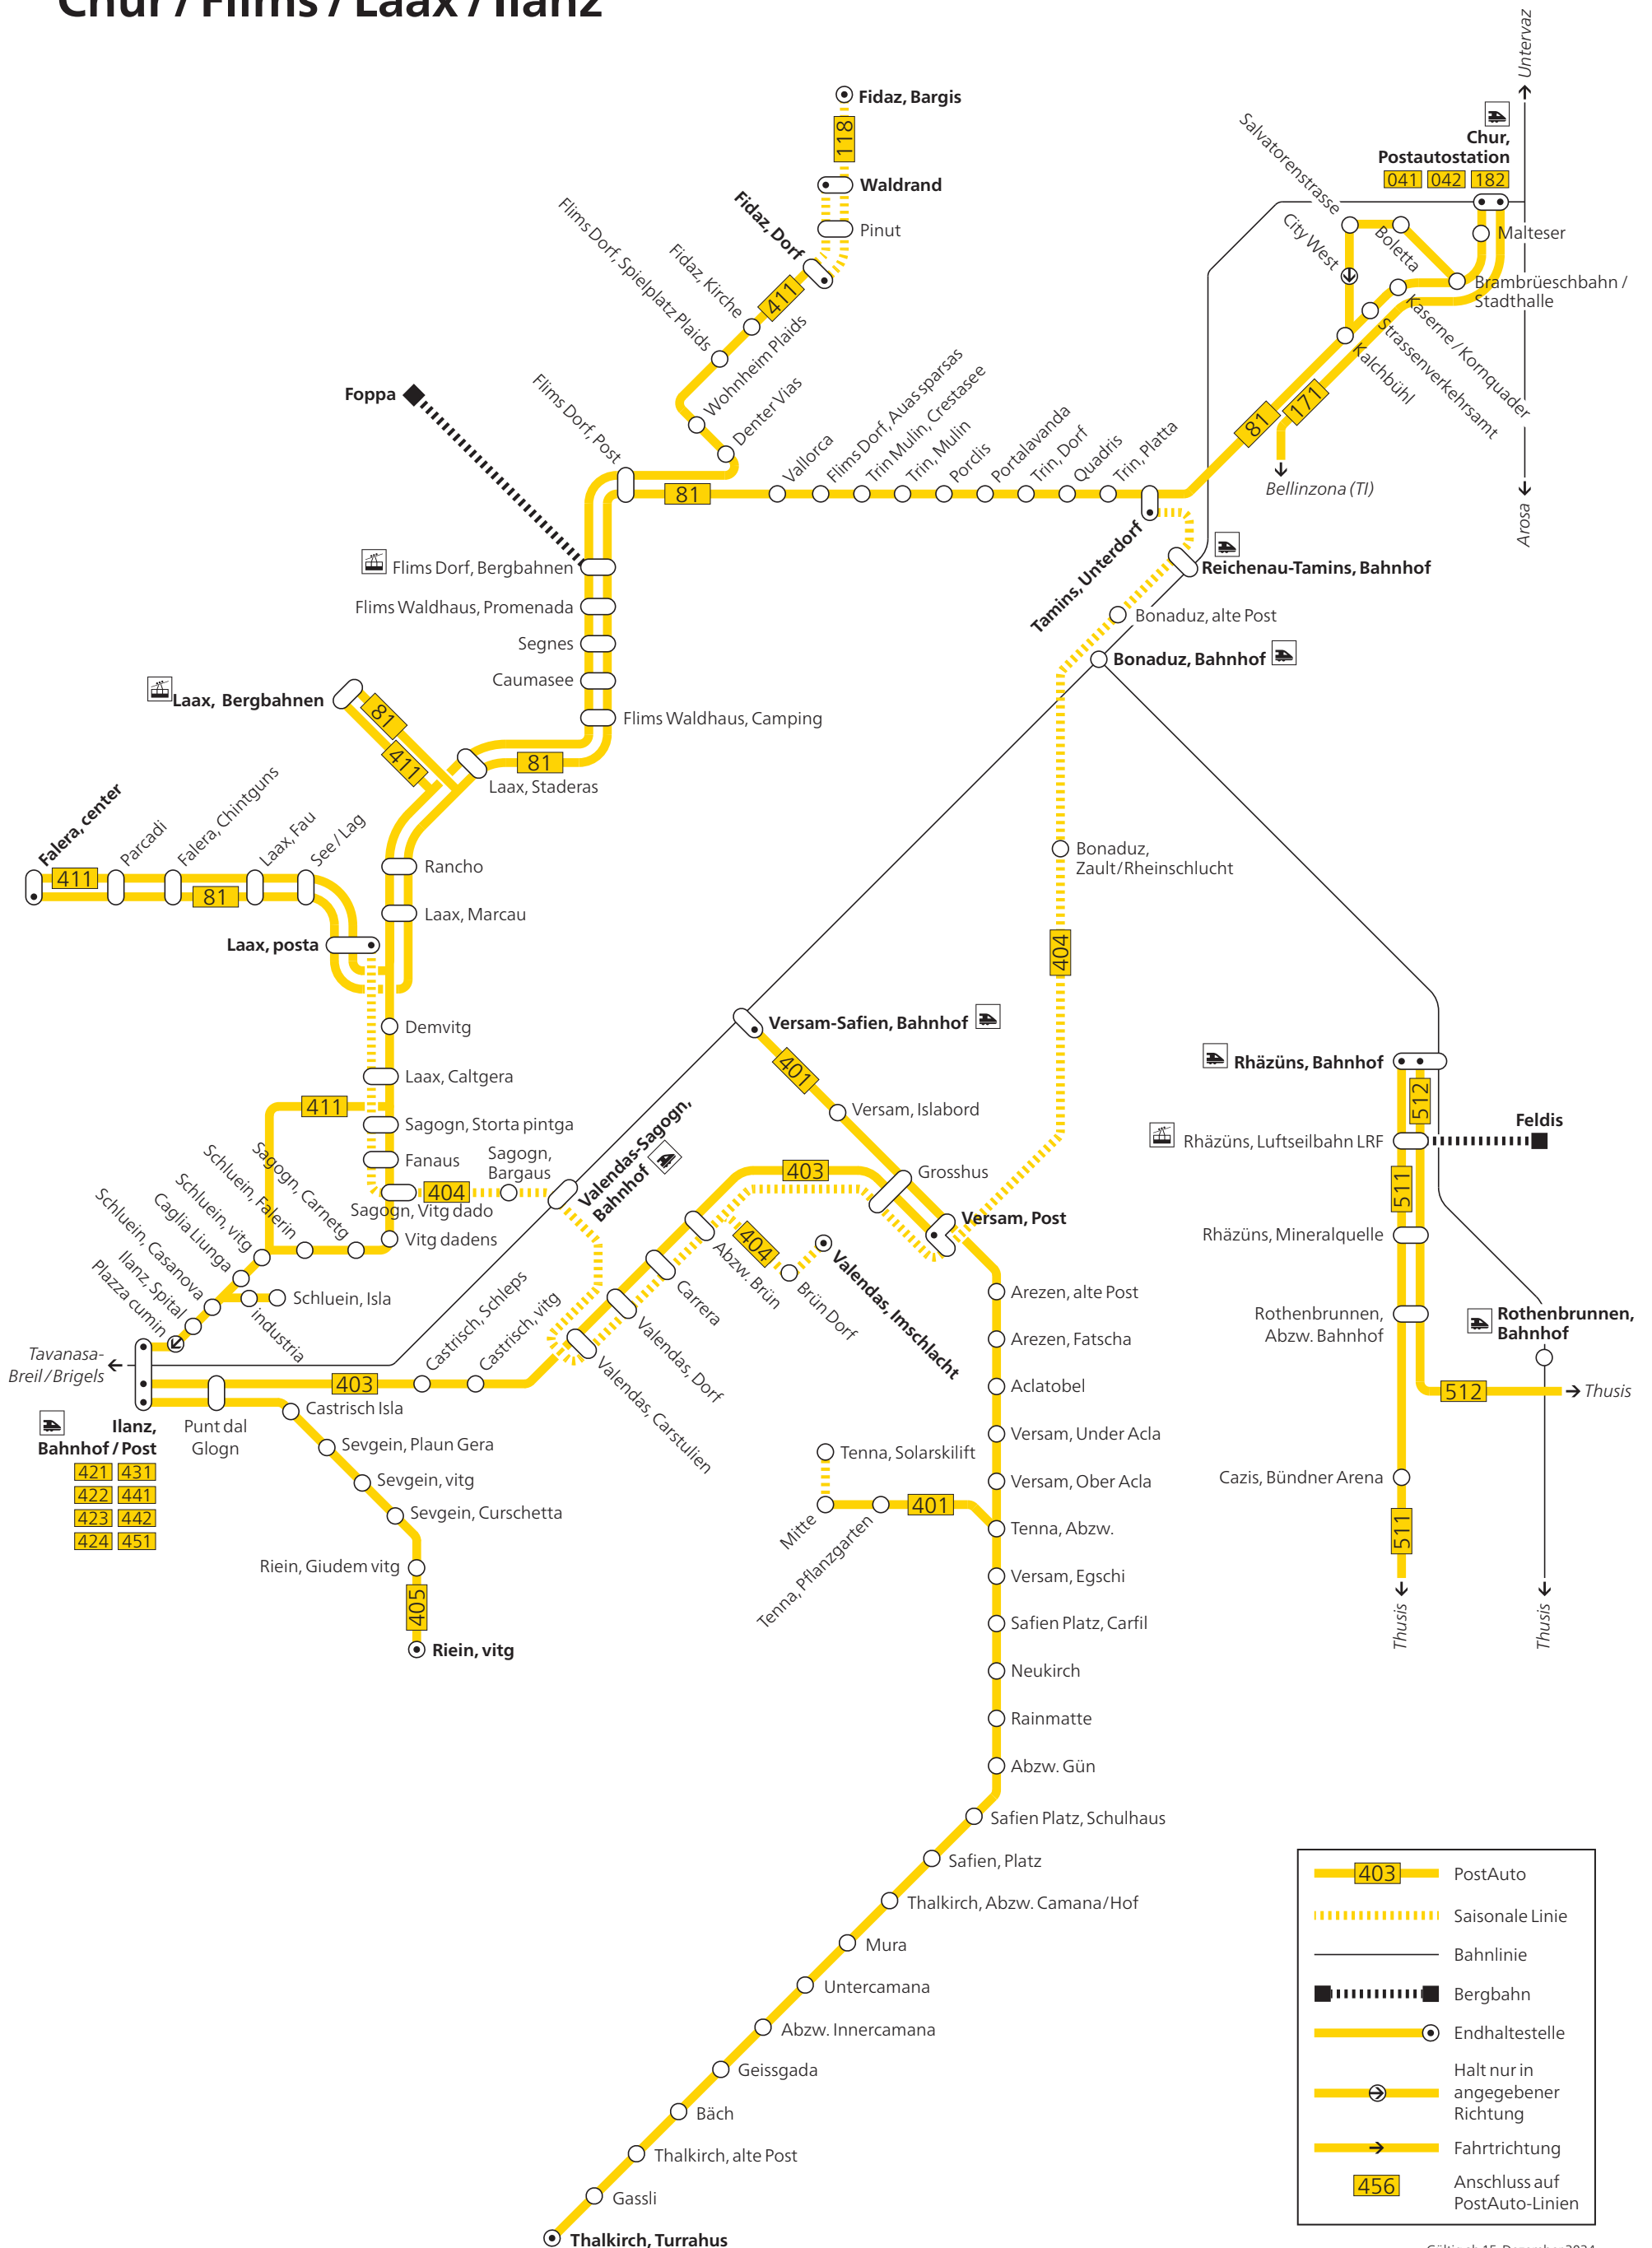 Chur / Flims / Laax / Ilanz
Untervaz
Fidaz, Bargis
118
Waldrand
Pinut
Fidaz, Dorf
411
Fidaz, Kirche
Flims Dorf, Spielplatz Plaids
Wohnheim Plaids
Denter Vias
Flims Dorf, Post
Foppa
Chur,
Postautostation
041 042 182
Salvatorenstrasse
City West
Boletta
Malteser
Brambrüeschbahn /
Stadthalle
Kaserne / Kornquader
Strassenverkehrsamt
Kalchbühl
81
171
Bellinzona (TI)
Arosa
81
Vallorca
Flims Dorf, Auas sparsas
Trin Mulin, Crestasee
Trin, Mulin
Porclis
Portalavanda
Trin, Dorf
Quadris
Trin, Platta
Tamins, Unterdorf
Reichenau-Tamins, Bahnhof
Bonaduz, alte Post
Bonaduz, Bahnhof
Flims Dorf, Bergbahnen
Flims Waldhaus, Promenada
Segnes
Caumasee
Flims Waldhaus, Camping
Laax, Bergbahnen
81
411
81
Laax, Staderas
Falera, center
Parcadi
Falera, Chintguns
Laax, Fau
See / Lag
411
81
Rancho
Laax, Marcau
Laax, posta
Bonaduz,
Zault/Rheinschlucht
404
Demvitg
Laax, Caltgera
411
Sagogn, Storta pintga
Fanaus
Sagogn,
Bargaus
404
Sagogn, Vitg dado
Vitg dadens
Sagogn, Carnetg
Schluein, Falerin
Schluein, vitg
Caglia Liunga
Schluein, Casanova
Ilanz, Spital
Plazza cumin
Schluein, Isla
industria
Valendas-Sagogn,
Bahnhof
Versam-Safien, Bahnhof
401
Versam, Islabord
Grosshus
403
Versam, Post
404
Abzw. Brün
Brün Dorf
Valendas, Imschlacht
Carrera
Valendas, Dorf
Valendas, Carstulien
Castrisch, Schleps
Castrisch, vitg
403
Tavanasa-
Breil / Brigels
Ilanz,
Bahnhof / Post
421 431
422 441
423 442
424 451
Punt dal
Glogn
Castrisch Isla
Sevgein, Plaun Gera
Sevgein, vitg
Sevgein, Curschetta
Riein, Giudem vitg
405
Riein, vitg
Rhäzüns, Bahnhof
512
Rhäzüns, Luftseilbahn LRF
Feldis
511
Rhäzüns, Mineralquelle
Rothenbrunnen,
Abzw. Bahnhof
Rothenbrunnen,
Bahnhof
512
Thusis
Cazis, Bündner Arena
511
Thusis
Thusis
Arezen, alte Post
Arezen, Fatscha
Aclatobel
Versam, Under Acla
Versam, Ober Acla
Tenna, Abzw.
Tenna, Solarskilift
Mitte
Tenna, Pflanzgarten
401
Versam, Egschi
Safien Platz, Carfil
Neukirch
Rainmatte
Abzw. Gün
Safien Platz, Schulhaus
Safien, Platz
Thalkirch, Abzw. Camana/Hof
Mura
Untercamana
Abzw. Innercamana
Geissgada
Bäch
Thalkirch, alte Post
Gassli
Thalkirch, Turrahus
403 PostAuto
Saisonale Linie
Bahnlinie
Bergbahn
Endhaltestelle
Halt nur in
angegebener
Richtung
Fahrtrichtung
456 Anschluss auf
PostAuto-Linien
Gültig ab 15. Dezember 2024